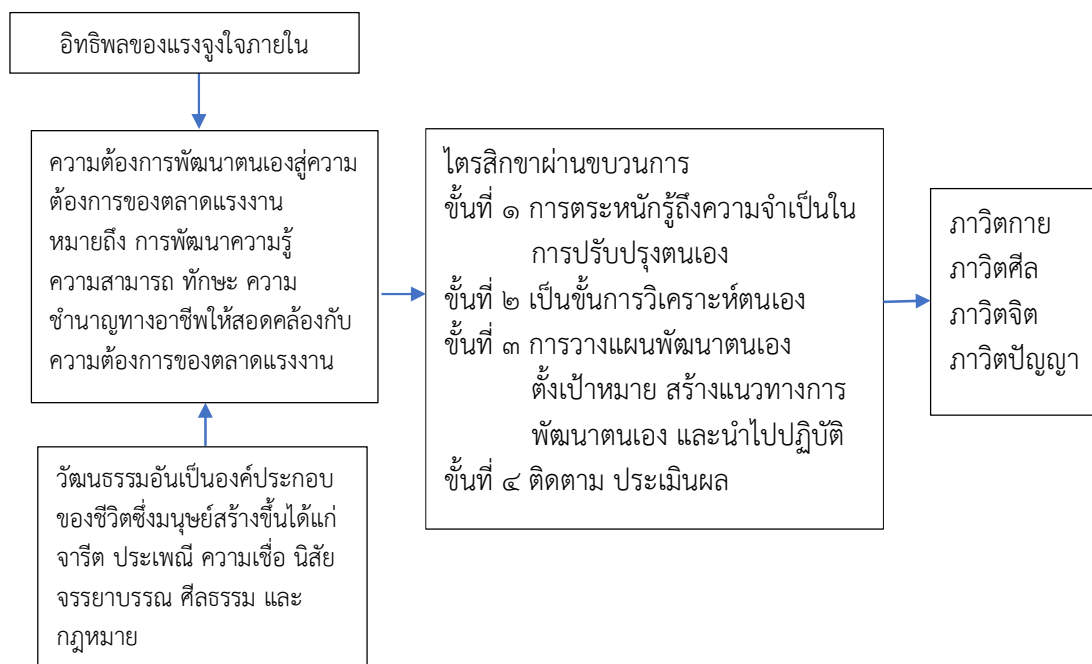 อิทธิพลของแรงจูงใจภายใน
ความต้องการพัฒนาตนเองสู่ความ
ต้องการของตลาดแรงงาน
หมายถึง การพัฒนาความรู้
ความสามารถ ทักษะ ความ
ชำนาญทางอาชีพให้สอดคล้องกับ
ความต้องการของตลาดแรงงาน
วัฒนธรรมอันเป็นองค์ประกอบ
ของชีวิตซึ่งมนุษย์สร้างขึ้นได้แก่
จารีต ประเพณี ความเชื่อ นิสัย
จรรยาบรรณ ศีลธรรม และ
กฎหมาย
ไตรสิกขาผ่านขบวนการ
ขั้นที่ ๑ การตระหนักรู้ถึงความจำเป็นใน
การปรับปรุงตนเอง
ขั้นที่ ๒ เป็นขั้นการวิเคราะห์ตนเอง
ขั้นที่ ๓ การวางแผนพัฒนาตนเอง
ตั้งเป้าหมาย สร้างแนวทางการ
พัฒนาตนเอง และนำไปปฏิบัติ
ขั้นที่ ๔ ติดตาม ประเมินผล
ภาวิตกาย
ภาวิตศีล
ภาวิตจิต
ภาวิตปัญญา